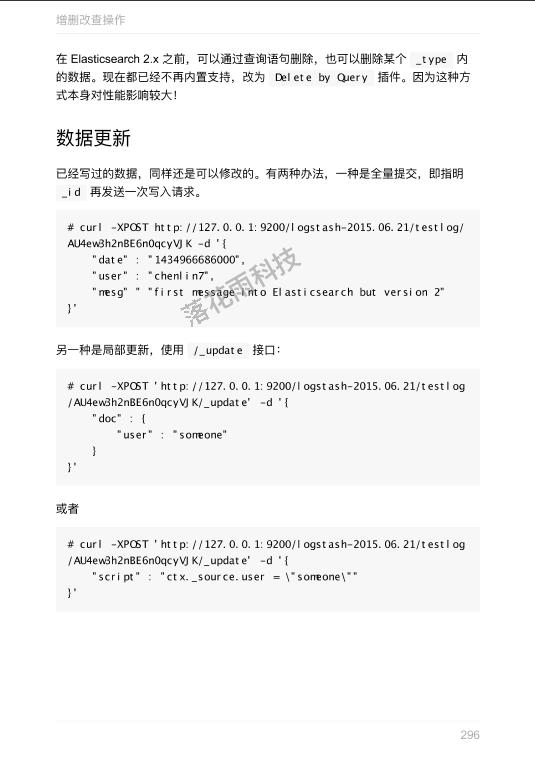 增删改查操作
在 Elasticsearch 2.x 之前，可以通过查询语句删除，也可以删除某个 _type 内
的数据。现在都已经不再内置支持，改为 Delete by Query 插件。因为这种方
式本身对性能影响较大！
数据更新
已经写过的数据，同样还是可以修改的。有两种办法，一种是全量提交，即指明
_id 再发送一次写入请求。
# curl -XPOST http://127.0.0.1:9200/logstash-2015.06.21/testlog/
AU4ew3h2nBE6n0qcyVJK -d '{
"date" : "1434966686000",
"user" : "chenlin7",
"mesg" " "first message into Elasticsearch but version 2"
}'
落花雨科技
另一种是局部更新，使用 /_update 接口：
# curl -XPOST 'http://127.0.0.1:9200/logstash-2015.06.21/testlog
/AU4ew3h2nBE6n0qcyVJK/_update' -d '{
"doc" : {
"user" : "someone"
}
}'
或者
# curl -XPOST 'http://127.0.0.1:9200/logstash-2015.06.21/testlog
/AU4ew3h2nBE6n0qcyVJK/_update' -d '{
"script" : "ctx._source.user = \"someone\""
}'
296